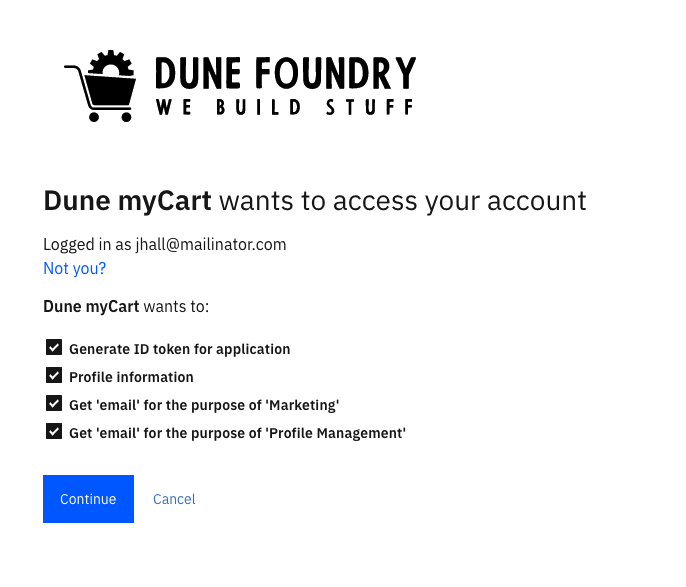 DUNE FOUNDRY
WE BUILD STUFF
Dune myCart wants to access your account
Logged in as jhall@mailinator.com
Not you?
Dune myCart wants to:
Generate ID token for application
Profile information
Get 'email' for the purpose of 'Marketing'
Get 'email' for the purpose of 'Profile Management'
Continue Cancel